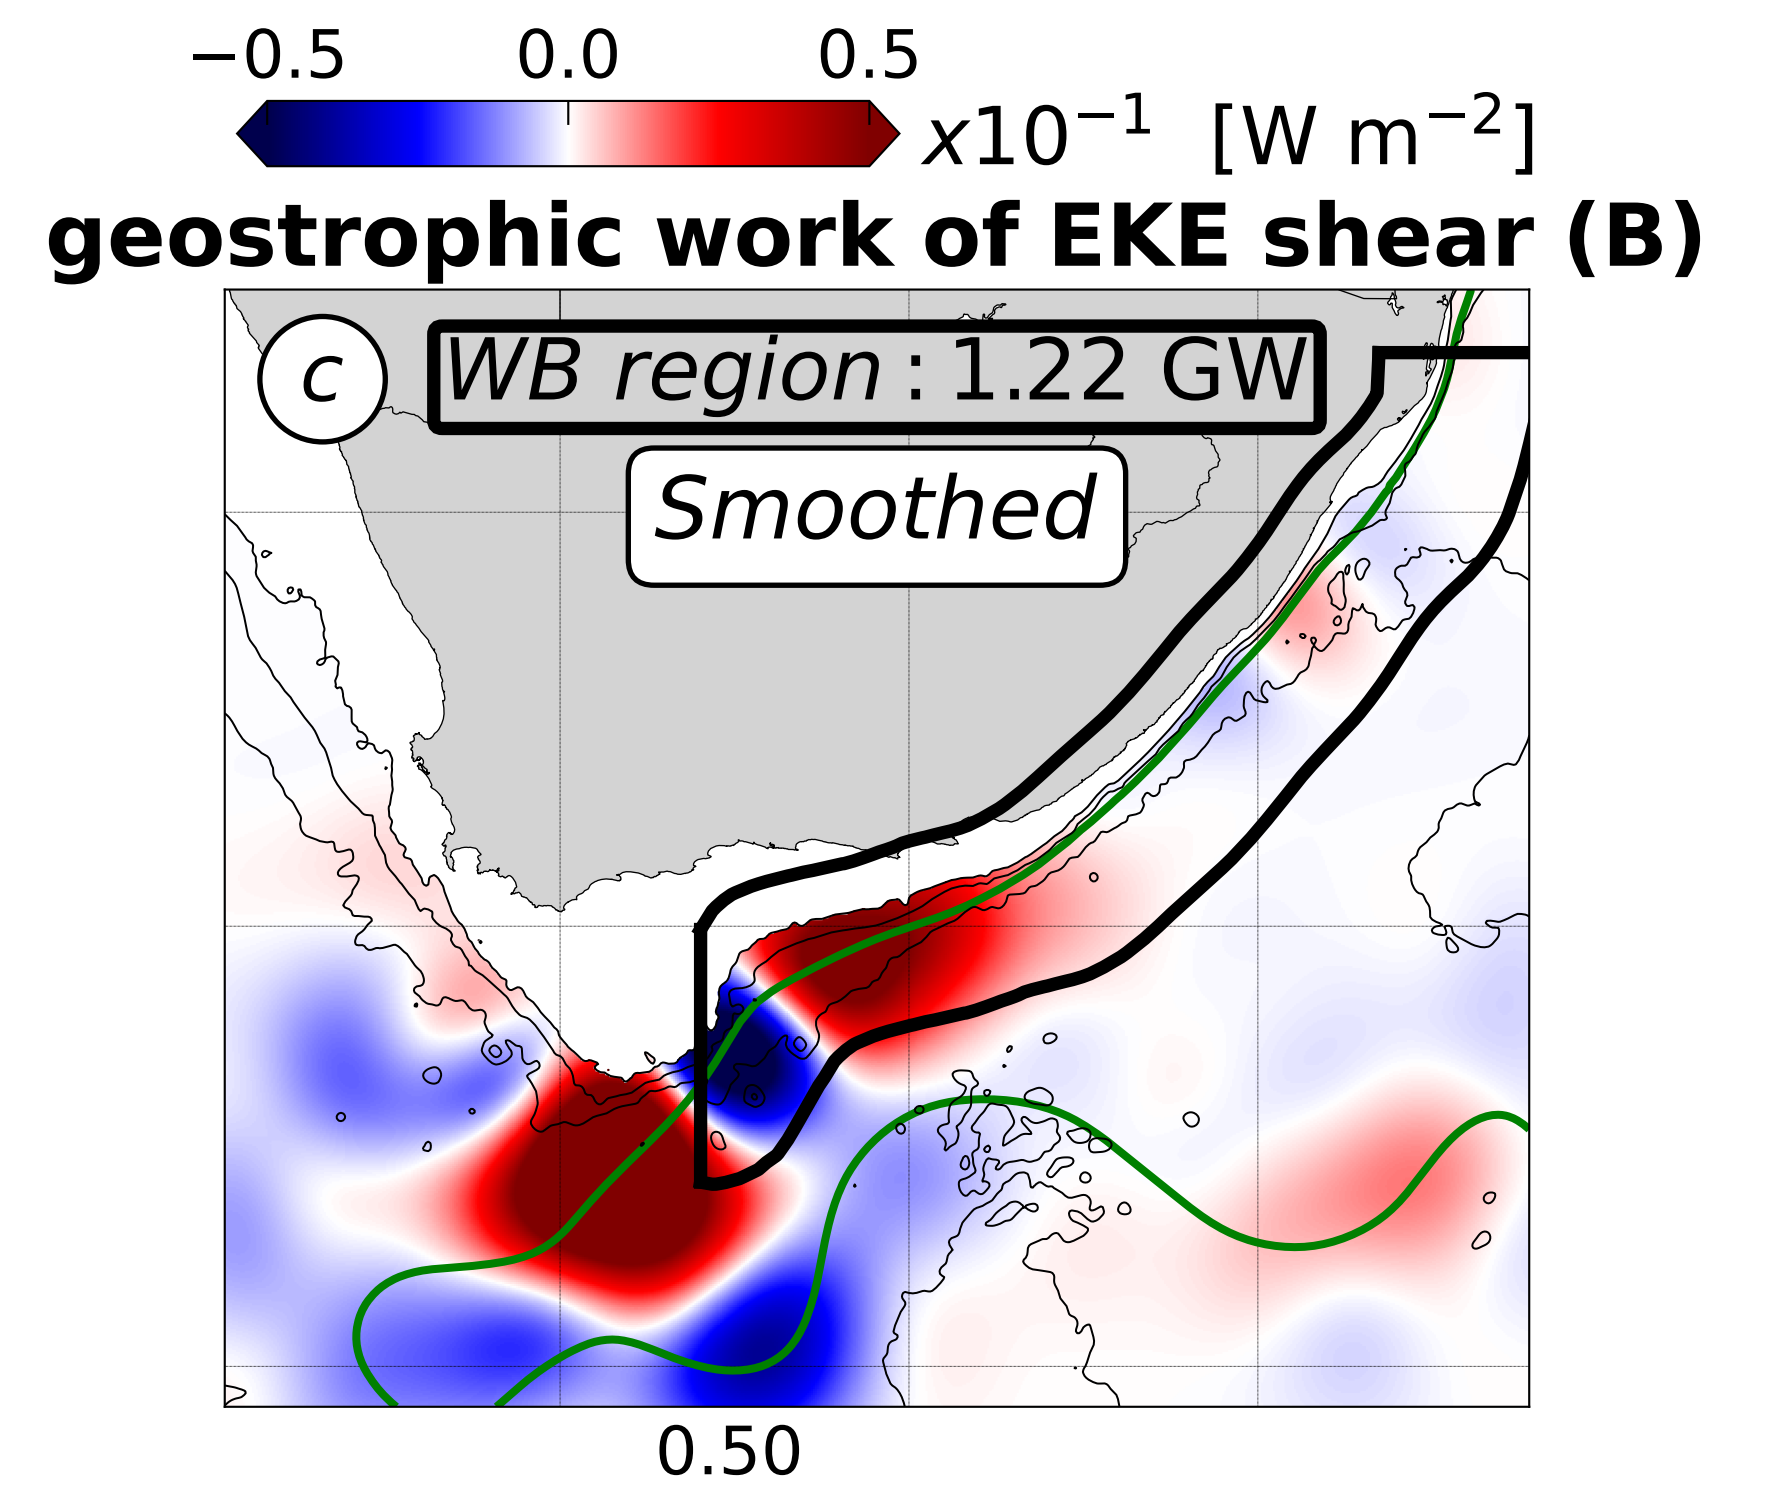 −0.5 0.0 0.5
x10⁻¹ [W m⁻²]
geostrophic work of EKE shear (B)
c
WB region : 1.22 GW
Smoothed
0.50